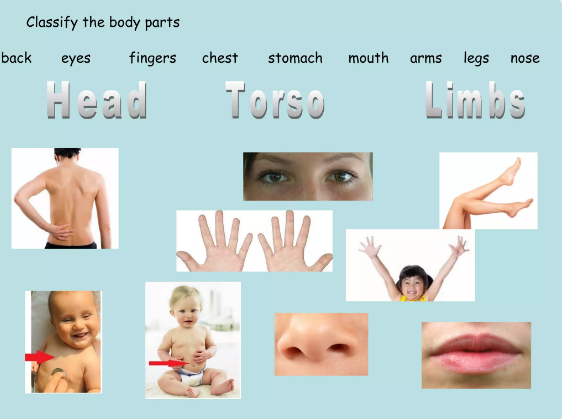 Classify the body parts
back eyes fingers chest stomach mouth arms legs nose
Head Torso Limbs